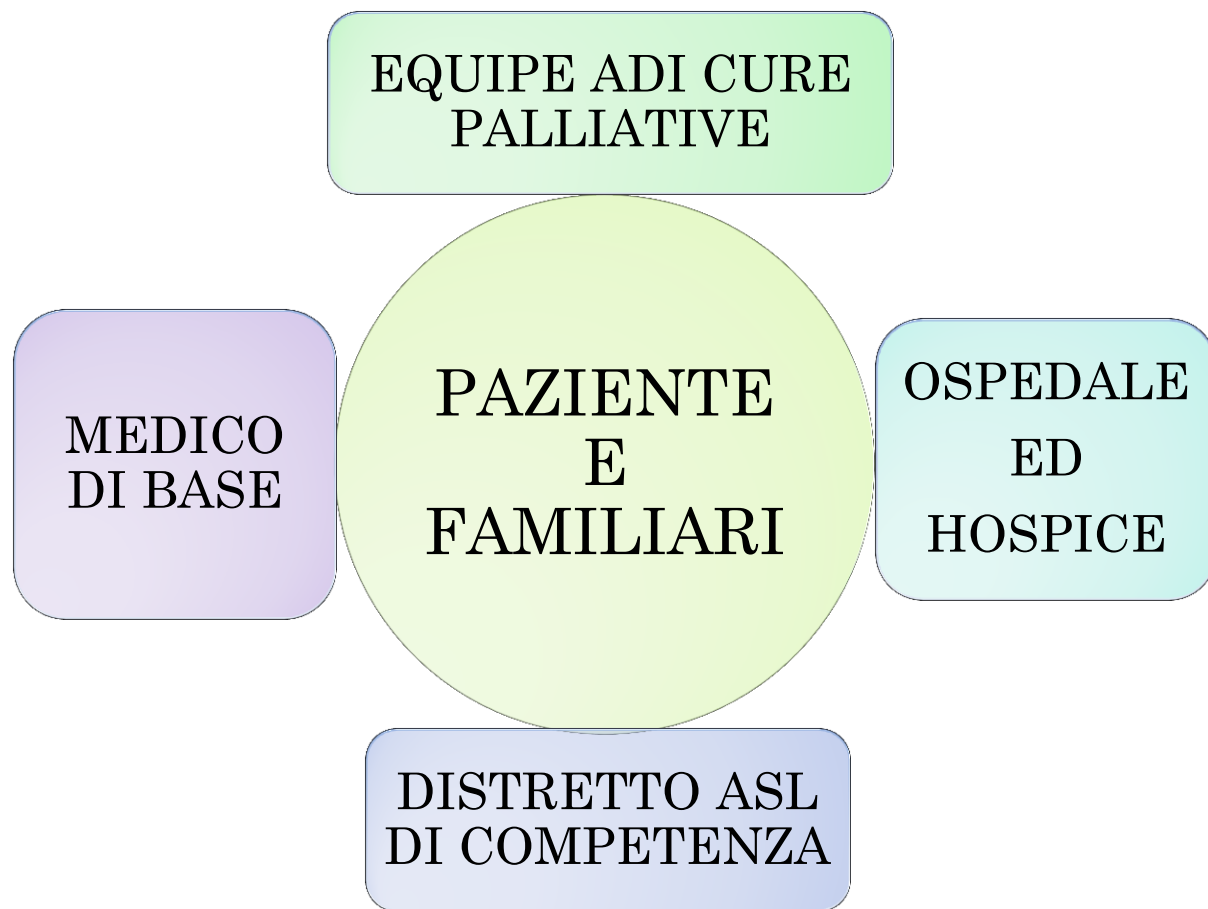 EQUIPE ADI CURE
PALLIATIVE
MEDICO
DI BASE
PAZIENTE
E
FAMILIARI
OSPEDALE
ED
HOSPICE
DISTRETTO ASL
DI COMPETENZA